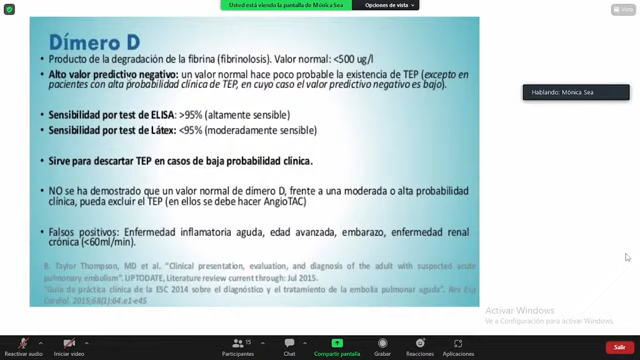 Usted está viendo la pantalla de Mónica Sea
Opciones de vista
Vista
Dímero D
Producto de la degradación de la fibrina (fibrinolosis). Valor normal: <500 ug/l
Alto valor predictivo negativo: un valor normal hace poco probable la existencia de TEP (excepto en
pacientes con alta probabilidad clínica de TEP, en cuyo caso el valor predictivo negativo es bajo).
Sensibilidad por test de ELISA: >95% (altamente sensible)
Sensibilidad por test de Látex: <95% (moderadamente sensible)
Sirve para descartar TEP en casos de baja probabilidad clínica.
NO se ha demostrado que un valor normal de dímero D, frente a una moderada o alta probabilidad
clínica, pueda excluir el TEP (en ellos se debe hacer AngioTAC)
Falsos positivos: Enfermedad inflamatoria aguda, edad avanzada, embarazo, enfermedad renal
crónica (<60ml/min).
B. Taylor Thompson, MD et al. "Clinical presentation, evaluation, and diagnosis of the adult with suspected acute
pulmonary embolism". UPTODATE, Literature review current through: Jul 2015.
"Guía de práctica clínica de la ESC 2014 sobre el diagnóstico y el tratamiento de la embolia pulmonar aguda". Rev Esp
Cardiol. 2015;68(1):64.e1-e45
Hablando: Mónica Sea
Activar Windows
Ve a Configuración para activar Windows.
Reactivar audio
Iniciar video
15
Participantes
Chat
Compartir pantalla
Grabar
Reacciones
Aplicaciones
Salir